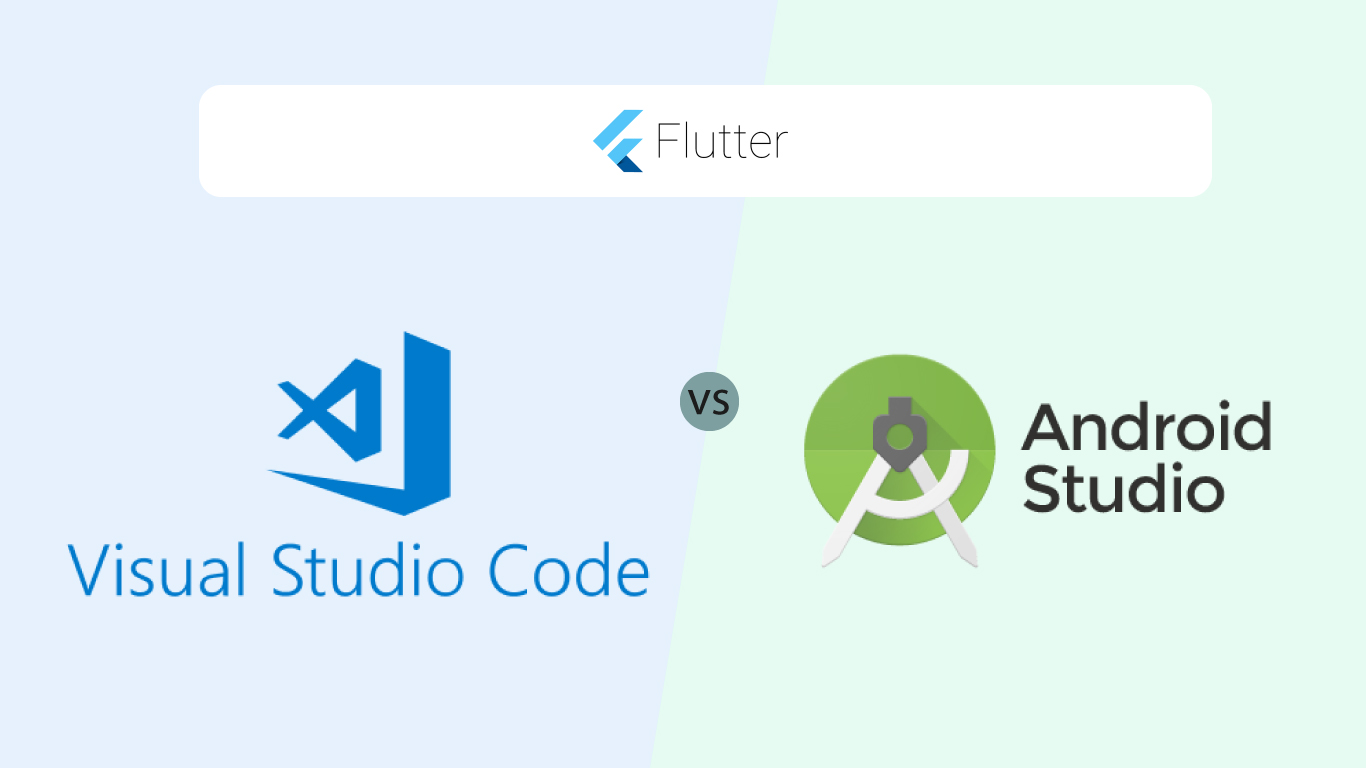 Flutter
Visual Studio Code
VS
Android
Studio